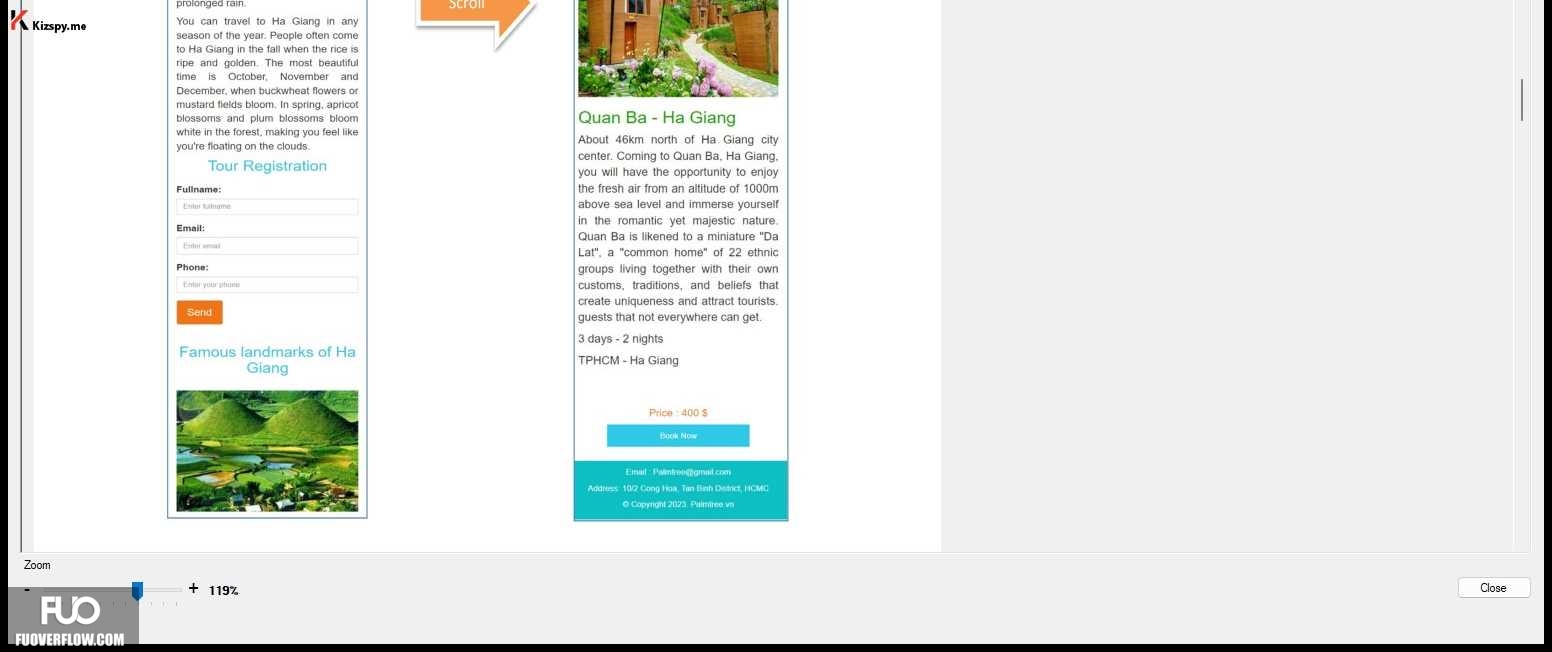 prolonged rain.
You can travel to Ha Giang in any
season of the year. People often come
to Ha Giang in the fall when the rice is
ripe and golden. The most beautiful
time is October, November and
December, when buckwheat flowers or
mustard fields bloom. In spring, apricot
blossoms and plum blossoms bloom
white in the forest, making you feel like
you're floating on the clouds.
Tour Registration
Fullname:
Enter fullname
Email:
Enter email
Phone:
Enter your phone
Send
Famous landmarks of Ha
Giang
Scroll
Quan Ba - Ha Giang
About 46km north of Ha Giang city
center. Coming to Quan Ba, Ha Giang,
you will have the opportunity to enjoy
the fresh air from an altitude of 1000m
above sea level and immerse yourself
in the romantic yet majestic nature.
Quan Ba is likened to a miniature "Da
Lat", a "common home" of 22 ethnic
groups living together with their own
customs, traditions, and beliefs that
create uniqueness and attract tourists.
guests that not everywhere can get.
3 days - 2 nights
TPHCM - Ha Giang
Price : 400 $
Book Now
Email : Palmtree@gmail.com
Address: 10/2 Cong Hoa, Tan Binh District, HCMC
© Copyright 2023. Palmtree.vn
Kizspy.me
Zoom
- + 119%
Close
FUO
FUOVERFLOW.COM